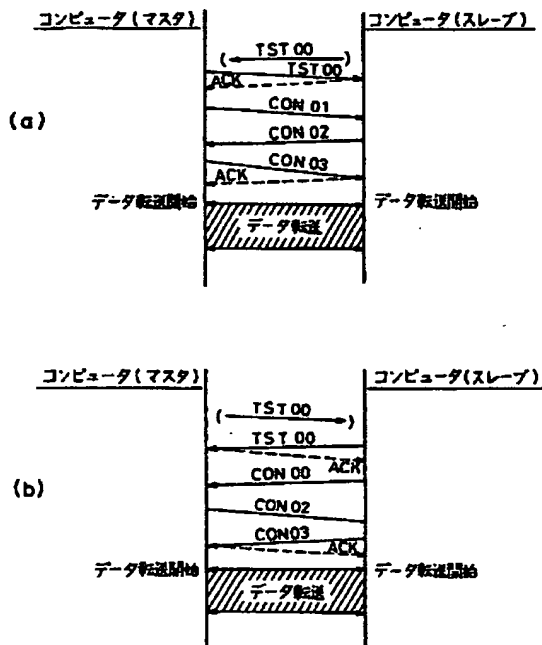 コンピュータ(マスタ)
コンピュータ(スレーブ)
(a)
( TST 00 )
TST 00
ACK
CON 01
CON 02
CON 03
ACK
データ転送開始
データ転送開始
データ転送
コンピュータ(マスタ)
コンピュータ(スレーブ)
(b)
( TST 00 )
TST 00
ACK
CON 00
CON 02
CON 03
ACK
データ転送開始
データ転送開始
データ転送